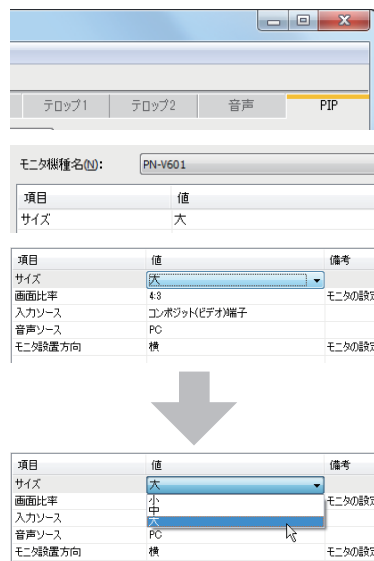 テロップ1 テロップ2 音声 PIP
モニタ機種名(N): PN-V601
項目 値
サイズ 大
項目 値 備考
サイズ 大
画面比率 4:3 モニタの設定
入力ソース コンポジット(ビデオ)端子
音声ソース PC
モニタ設置方向 横 モニタの設定
項目 値 備考
サイズ 大
画面比率 小 モニタの設定
中
入力ソース 大
音声ソース PC
モニタ設置方向 横 モニタの設定